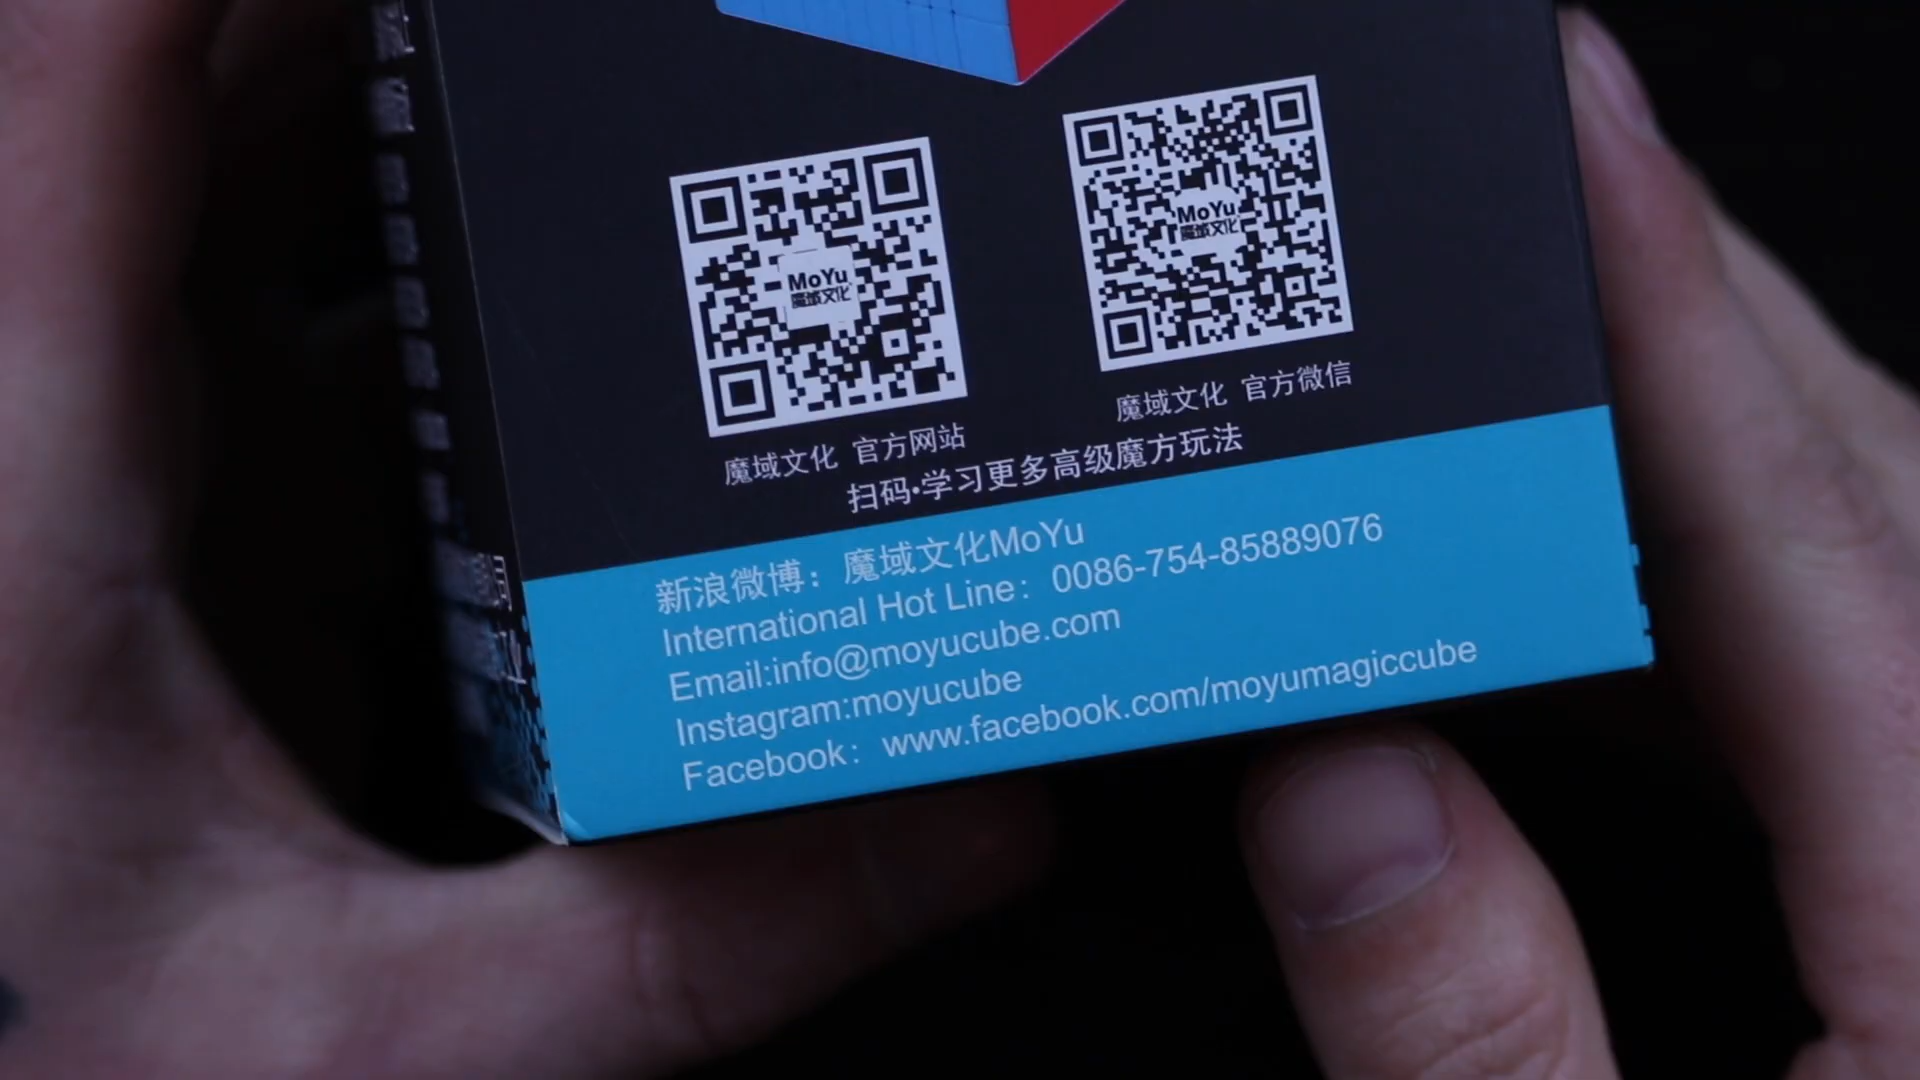 MoYu
魔域文化
MoYu
魔域文化
魔域文化 官方网站
魔域文化 官方微信
扫码•学习更多高级魔方玩法
新浪微博：魔域文化MoYu
International Hot Line：0086-754-85889076
Email:info@moyucube.com
Instagram:moyucube
Facebook：www.facebook.com/moyumagiccube